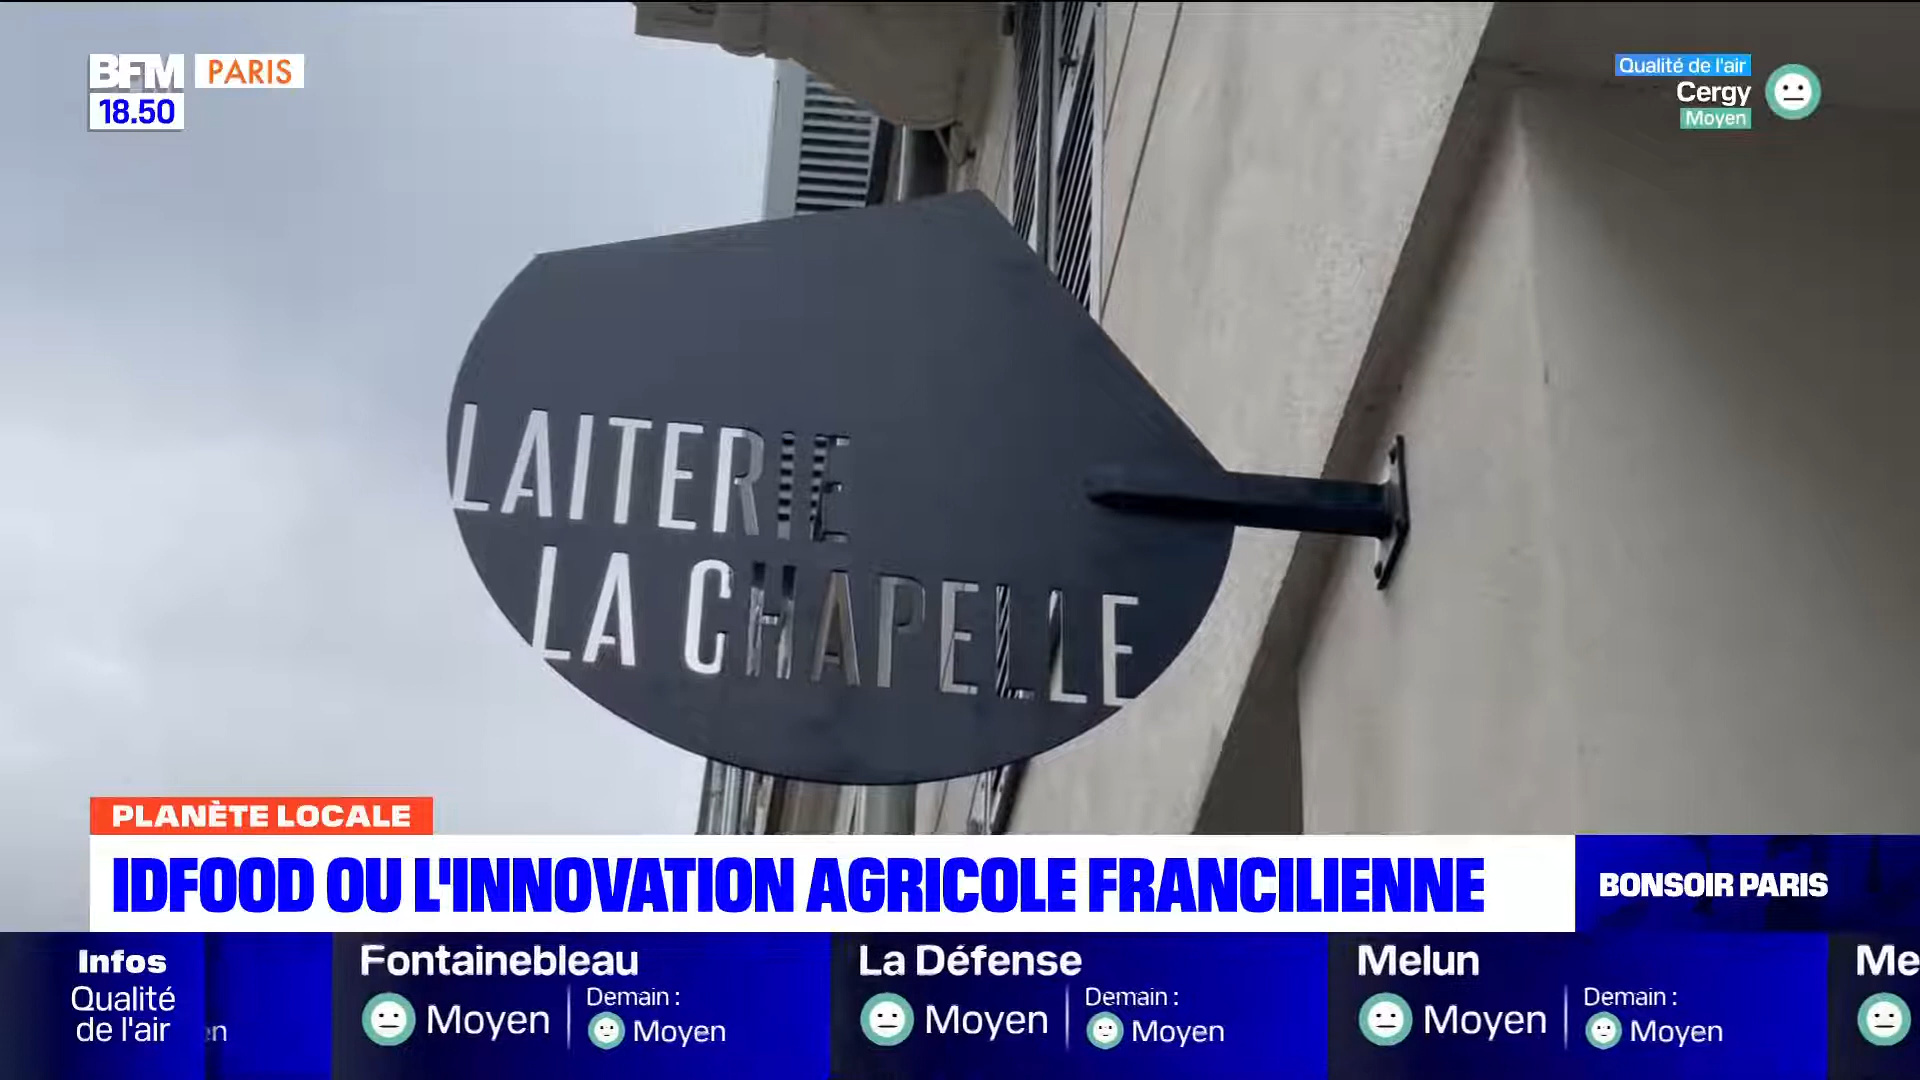 BFM PARIS
18.50
Qualité de l'air
Cergy
Moyen
LAITERIE
LA CHAPELLE
PLANÈTE LOCALE
IDFOOD OU L'INNOVATION AGRICOLE FRANCILIENNE
BONSOIR PARIS
Infos
Qualité
de l'air
Fontainebleau
Moyen
Demain :
Moyen
La Défense
Moyen
Demain :
Moyen
Melun
Moyen
Demain :
Moyen